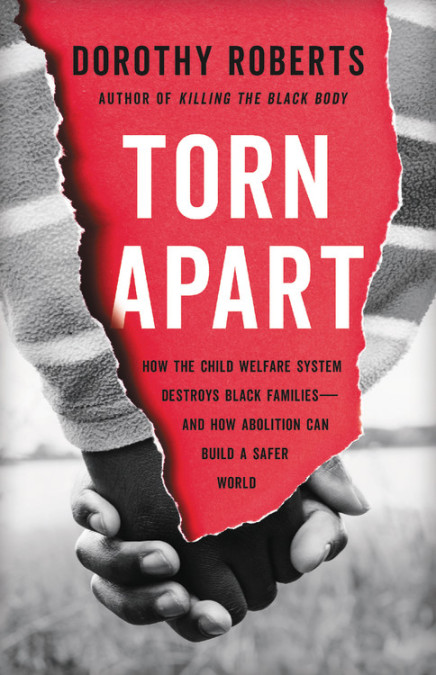 DOROTHY ROBERTS
AUTHOR OF KILLING THE BLACK BODY
TORN
APART
HOW THE CHILD WELFARE SYSTEM
DESTROYS BLACK FAMILIES—
AND HOW ABOLITION CAN
BUILD A SAFER
WORLD